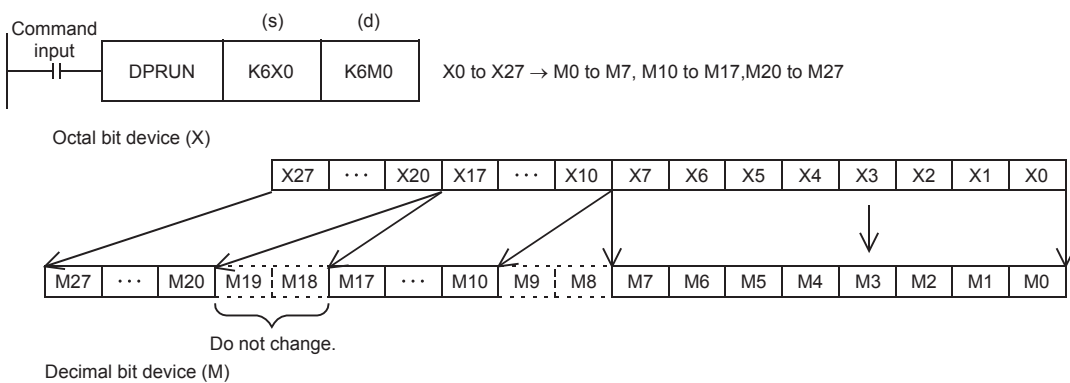 Command input
(s) (d)
DPRUN K6X0 K6M0 X0 to X27 → M0 to M7, M10 to M17,M20 to M27
Octal bit device (X)
X27 ··· X20 X17 ··· X10 X7 X6 X5 X4 X3 X2 X1 X0
M27 ··· M20 M19 M18 M17 ··· M10 M9 M8 M7 M6 M5 M4 M3 M2 M1 M0
Do not change.
Decimal bit device (M)